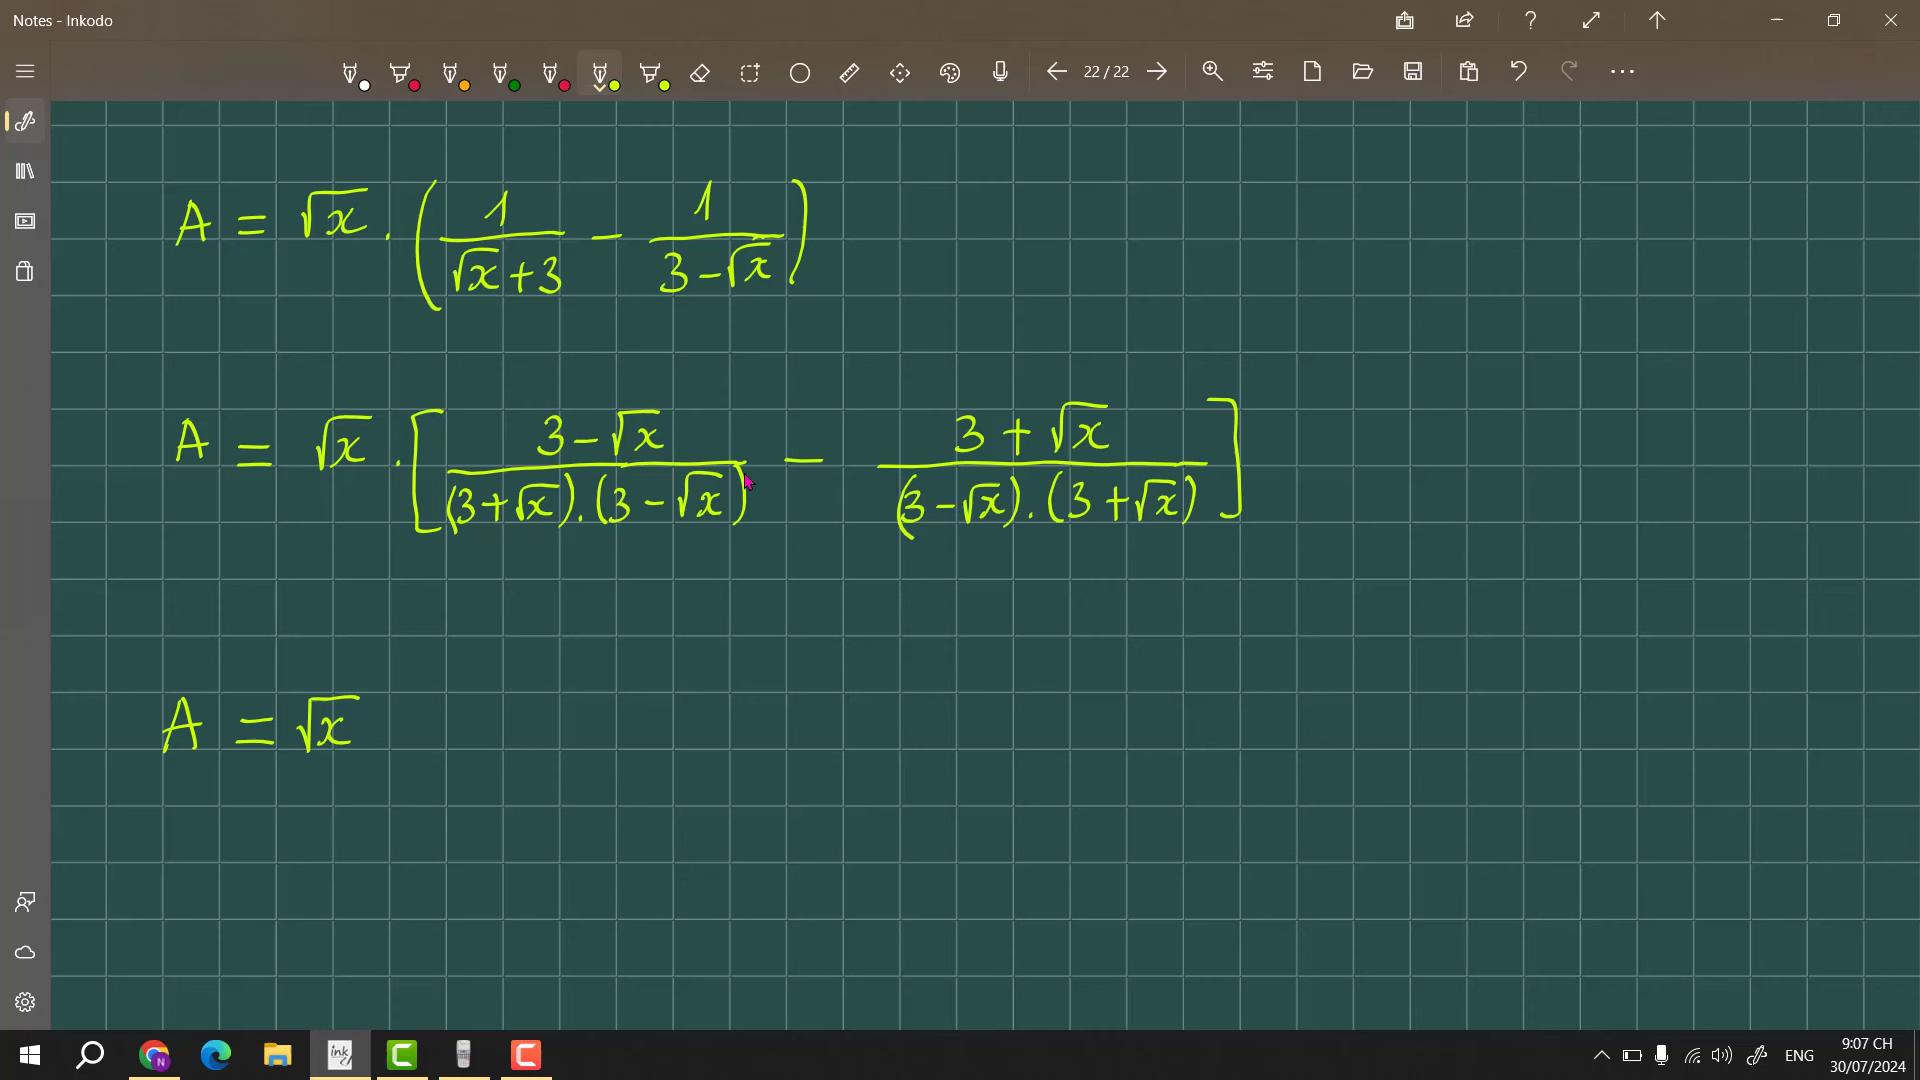 Notes - Inkodo
22 / 22
A = √x . (1/(√x + 3) − 1/(3 − √x))
A = √x . [(3 − √x)/((3 + √x).(3 − √x)) − (3 + √x)/((3 − √x).(3 + √x))]
A = √x
N
ink
ENG
9:07 CH
30/07/2024